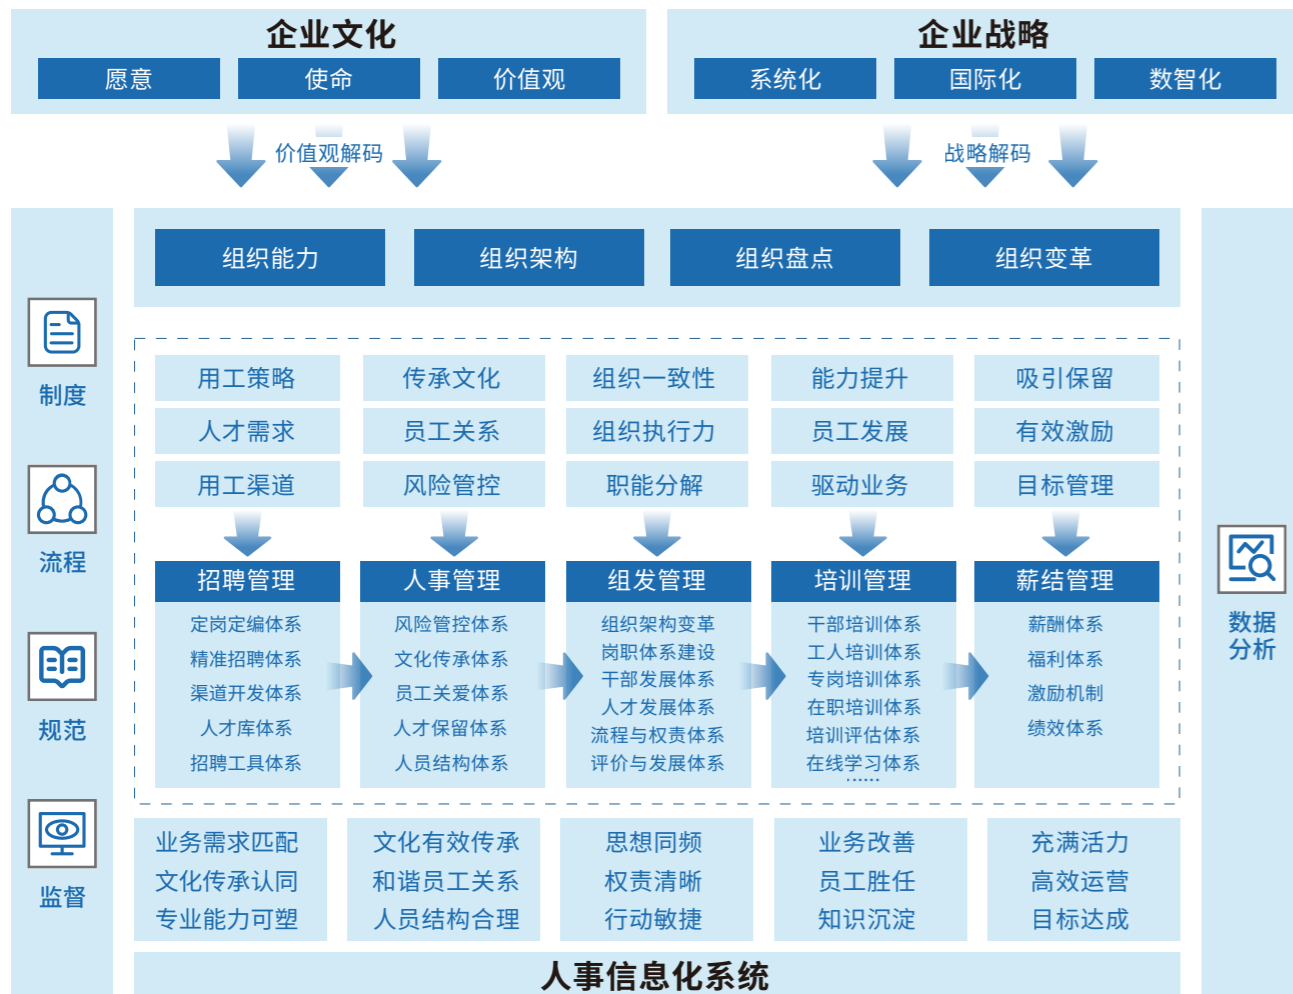 企业文化
愿意
使命
价值观
企业战略
系统化
国际化
数智化
价值观解码
战略解码
制度
流程
规范
监督
组织能力
组织架构
组织盘点
组织变革
用工策略
人才需求
用工渠道
传承文化
员工关系
风险管控
组织一致性
组织执行力
职能分解
能力提升
员工发展
驱动业务
吸引保留
有效激励
目标管理
招聘管理
定岗定编体系
精准招聘体系
渠道开发体系
人才库体系
招聘工具体系
人事管理
风险管控体系
文化传承体系
员工关爱体系
人才保留体系
人员结构体系
组发管理
组织架构变革
岗职体系建设
干部发展体系
人才发展体系
流程与权责体系
评价与发展体系
培训管理
干部培训体系
工人培训体系
专岗培训体系
在职培训体系
培训评估体系
在线学习体系
......
薪结管理
薪酬体系
福利体系
激励机制
绩效体系
业务需求匹配
文化传承认同
专业能力可塑
文化有效传承
和谐员工关系
人员结构合理
思想同频
权责清晰
行动敏捷
业务改善
员工胜任
知识沉淀
充满活力
高效运营
目标达成
人事信息化系统
数据
分析